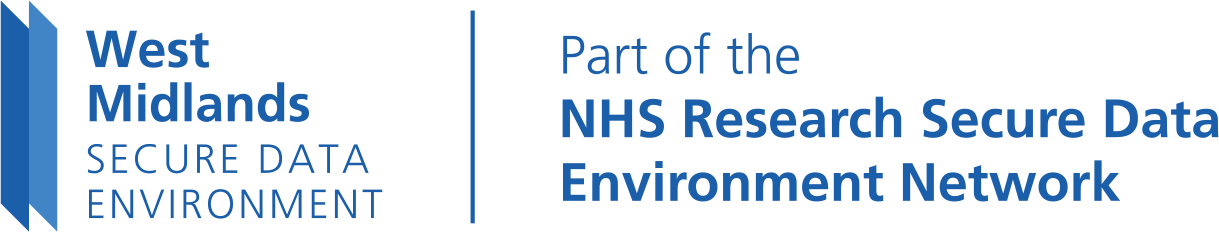 West
Midlands
SECURE DATA
ENVIRONMENT
Part of the
NHS Research Secure Data
Environment Network